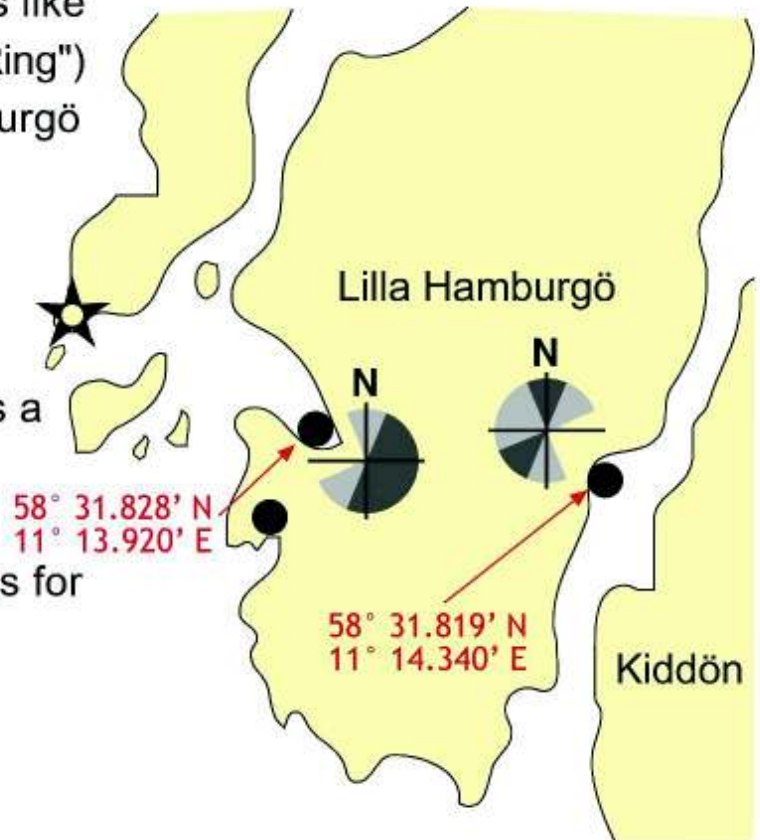 s like
ing")
urgö
Lilla Hamburgö
N
N
s a
58° 31.828' N
11° 13.920' E
s for
58° 31.819' N
11° 14.340' E
Kiddön